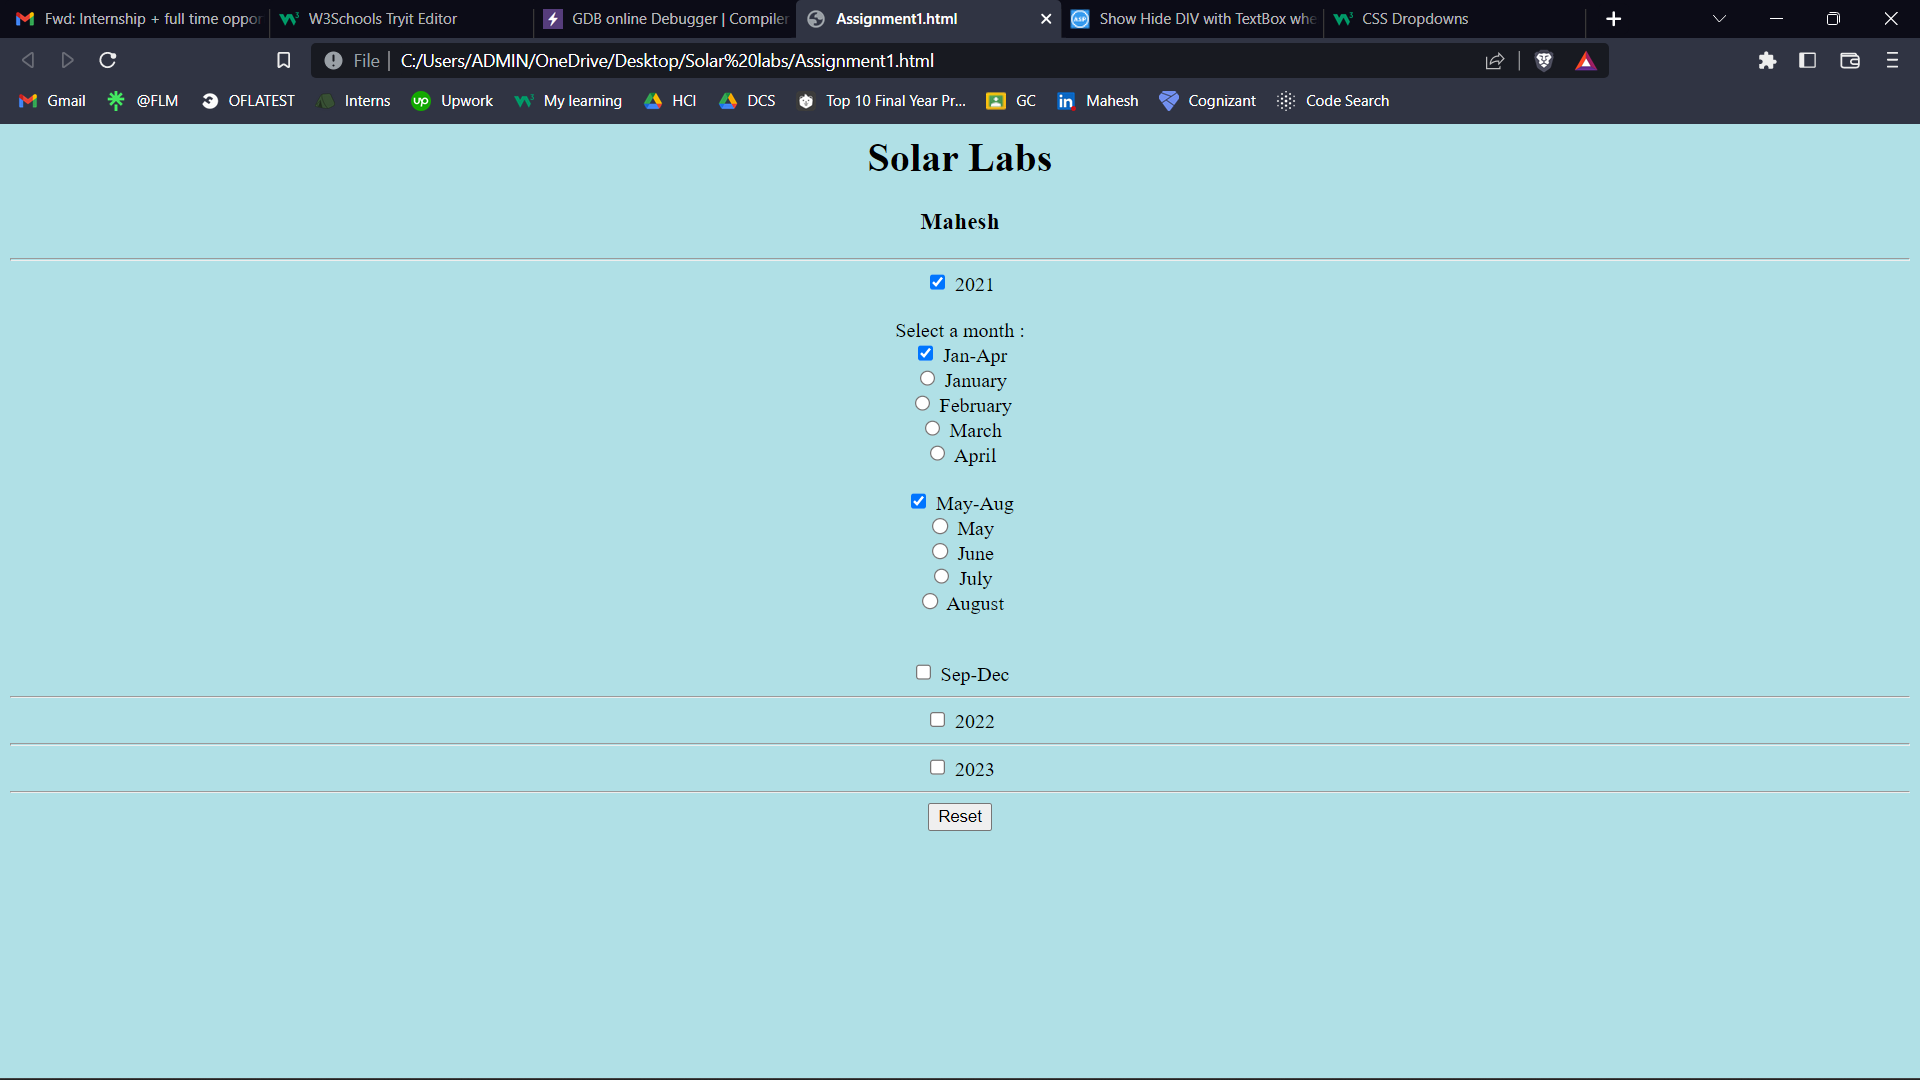 Fwd: Internship + full time oppor
W3Schools Tryit Editor
GDB online Debugger | Compiler
Assignment1.html
Show Hide DIV with TextBox whe
CSS Dropdowns
File
C:/Users/ADMIN/OneDrive/Desktop/Solar%20labs/Assignment1.html
Gmail
@FLM
OFLATEST
Interns
Upwork
My learning
HCI
DCS
Top 10 Final Year Pr...
GC
Mahesh
Cognizant
Code Search
Solar Labs
Mahesh
2021
Select a month :
Jan-Apr
January
February
March
April
May-Aug
May
June
July
August
Sep-Dec
2022
2023
Reset